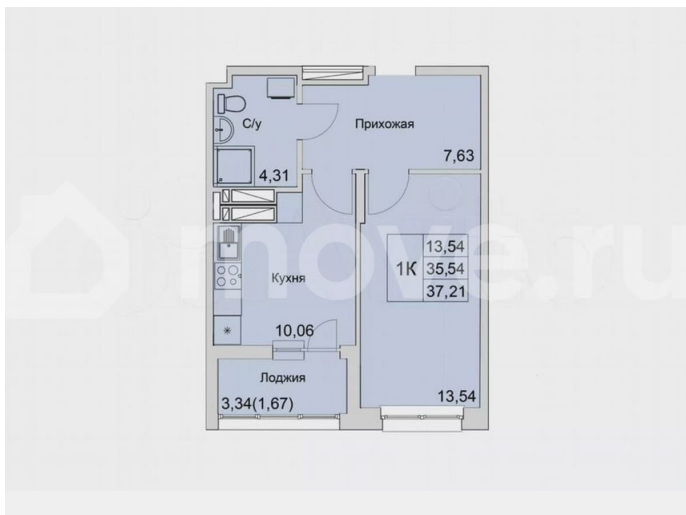 С/у
Прихожая
7,63
4,31
13,54
1К
35,54
37,21
Кухня
10,06
Лоджия
3,34(1,67)
13,54
move.ru